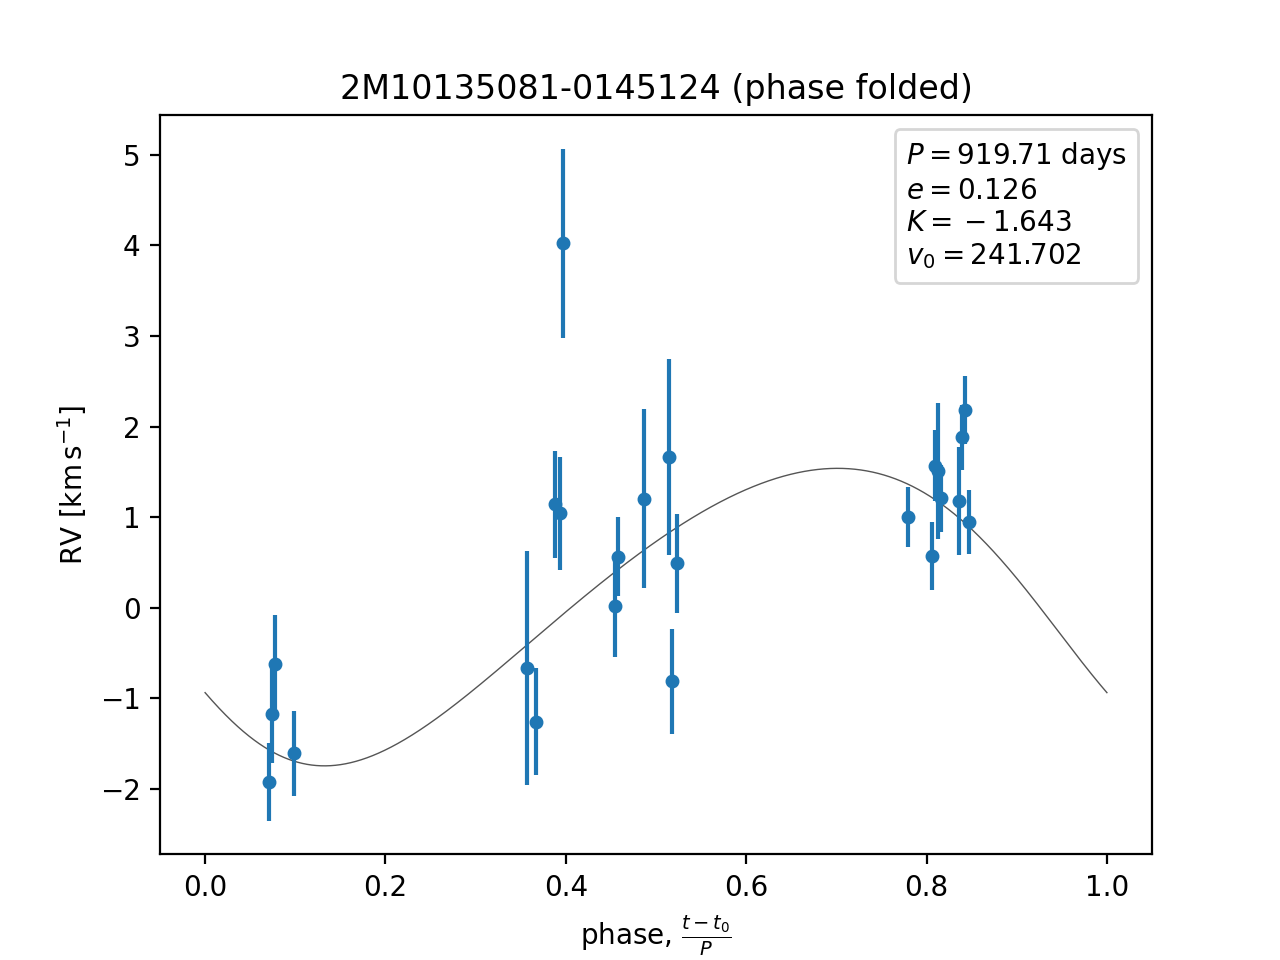 2M10135081-0145124 (phase folded)
P = 919.71 days
e = 0.126
K = −1.643
v₀ = 241.702
5
4
3
2
1
0
−1
−2
RV [km s⁻¹]
0.0 0.2 0.4 0.6 0.8 1.0
phase, (t − t₀)/P